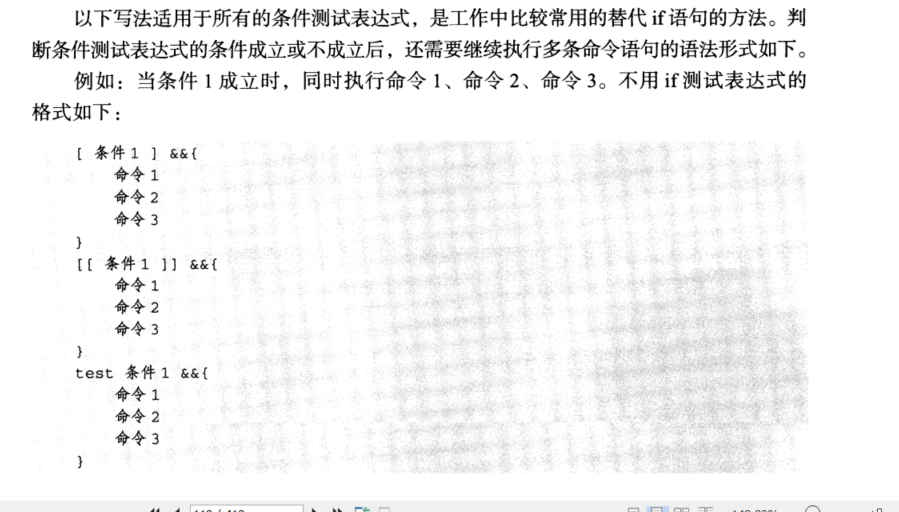 以下写法适用于所有的条件测试表达式，是工作中比较常用的替代 if 语句的方法。判
断条件测试表达式的条件成立或不成立后，还需要继续执行多条命令语句的语法形式如下。
例如：当条件 1 成立时，同时执行命令 1、命令 2、命令 3。不用 if 测试表达式的
格式如下：
[ 条件 1 ] &&{
命令 1
命令 2
命令 3
}
[[ 条件 1 ]] &&{
命令 1
命令 2
命令 3
}
test 条件 1 &&{
命令 1
命令 2
命令 3
}